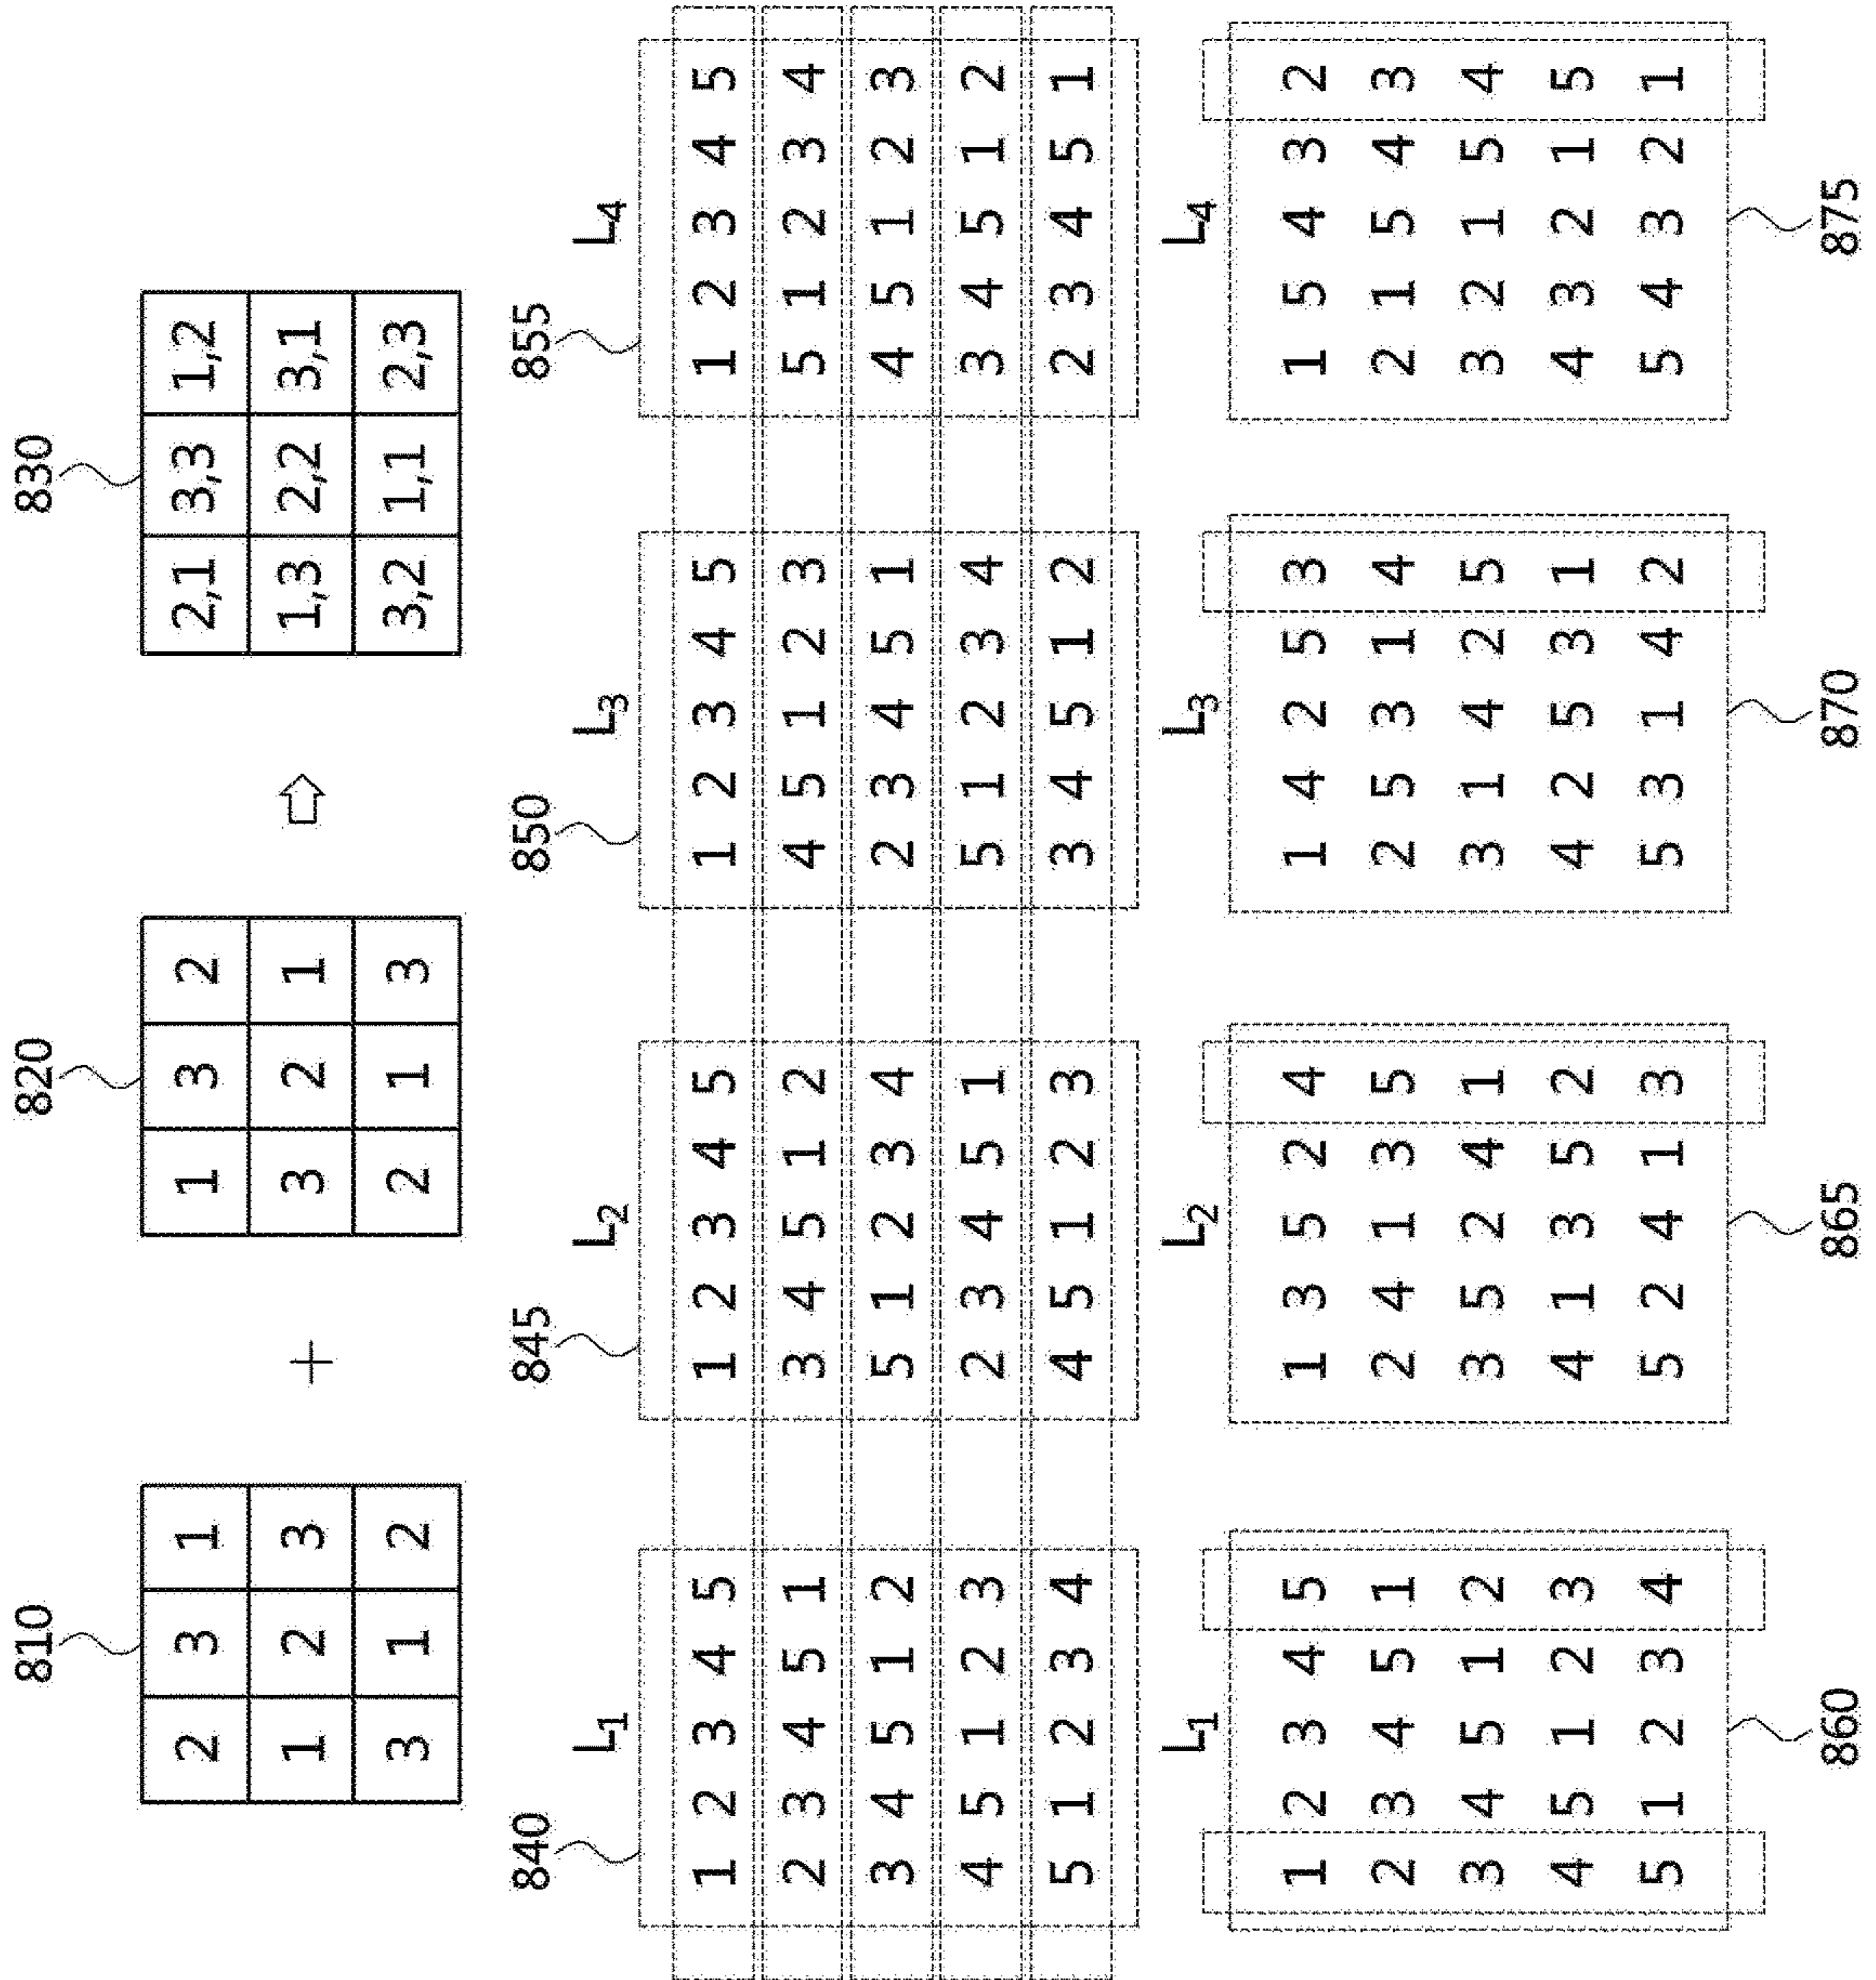 810 820 830
2 3 1 1 3 2 2,1 3,3 1,2
1 2 3 + 3 2 1 ⇨ 1,3 2,2 3,1
3 1 2 2 1 3 3,2 1,1 2,3
840 845 850 855
L₁ L₂ L₃ L₄
1 2 3 4 5 1 2 3 4 5 1 2 3 4 5 1 2 3 4 5
2 3 4 5 1 3 4 5 1 2 4 5 1 2 3 5 1 2 3 4
3 4 5 1 2 5 1 2 3 4 2 3 4 5 1 4 5 1 2 3
4 5 1 2 3 2 3 4 5 1 5 1 2 3 4 3 4 5 1 2
5 1 2 3 4 4 5 1 2 3 3 4 5 1 2 2 3 4 5 1
L₁ L₂ L₃ L₄
1 2 3 4 5 1 3 5 2 4 1 4 2 5 3 1 5 4 3 2
2 3 4 5 1 2 4 1 3 5 2 5 3 1 4 2 1 5 4 3
3 4 5 1 2 3 5 2 4 1 3 1 4 2 5 3 2 1 5 4
4 5 1 2 3 4 1 3 5 2 4 2 5 3 1 4 3 2 1 5
5 1 2 3 4 5 2 4 1 3 5 3 1 4 2 5 4 3 2 1
860 865 870 875